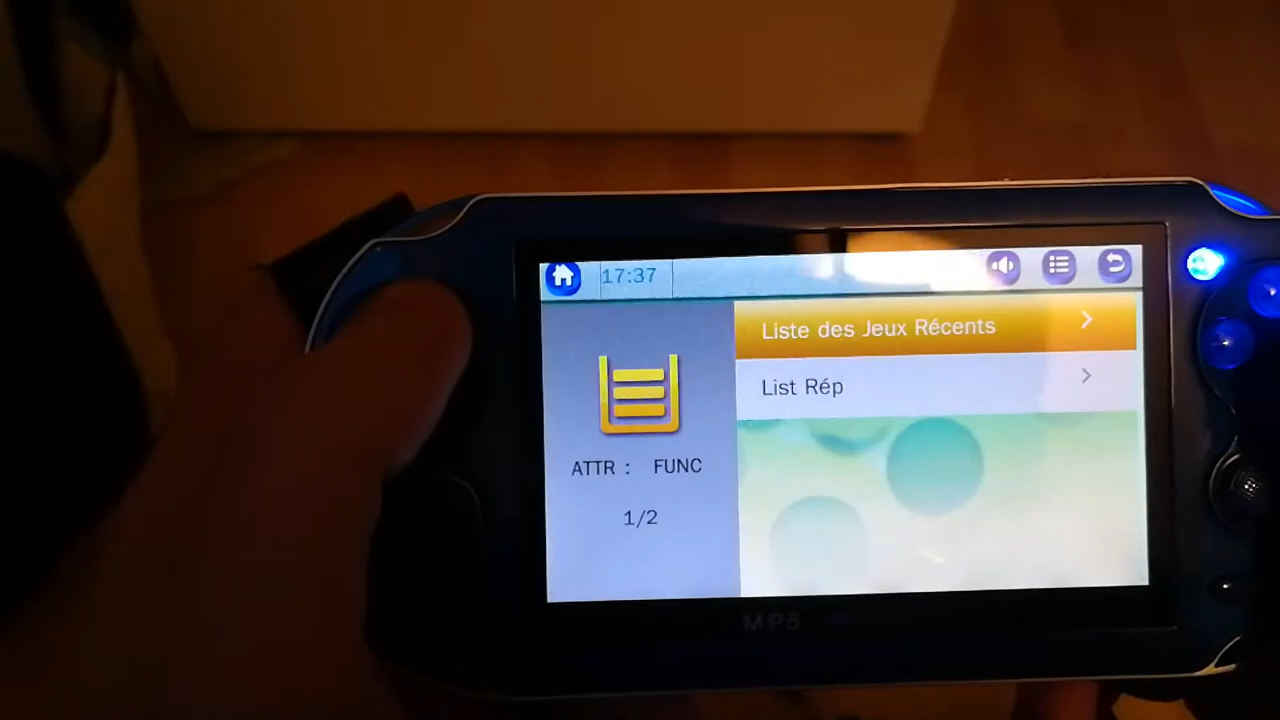 17:37
Liste des Jeux Récents
List Rép
ATTR : FUNC
1/2
MP5